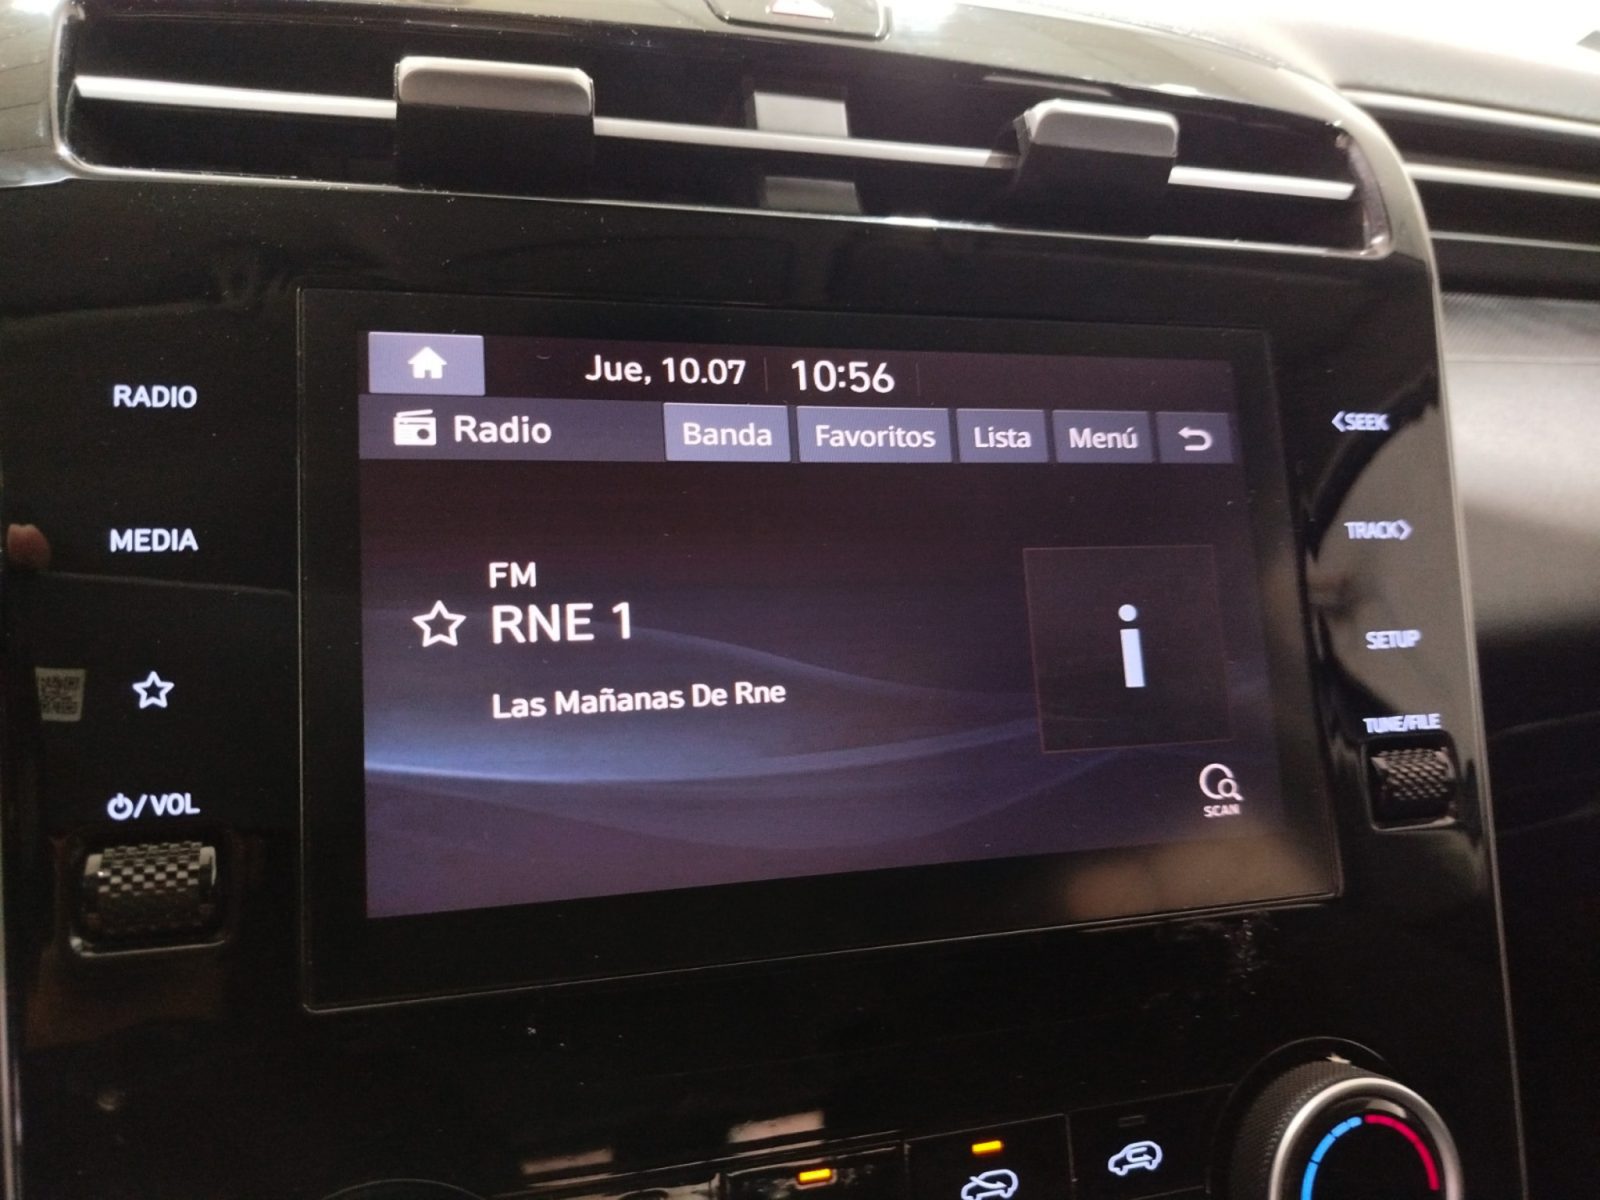 Jue, 10.07 10:56
Radio Banda Favoritos Lista Menú
FM
RNE 1
Las Mañanas De Rne
i
SCAN
RADIO
MEDIA
/VOL
<SEEK
TRACK>
SETUP
TUNE/FILE